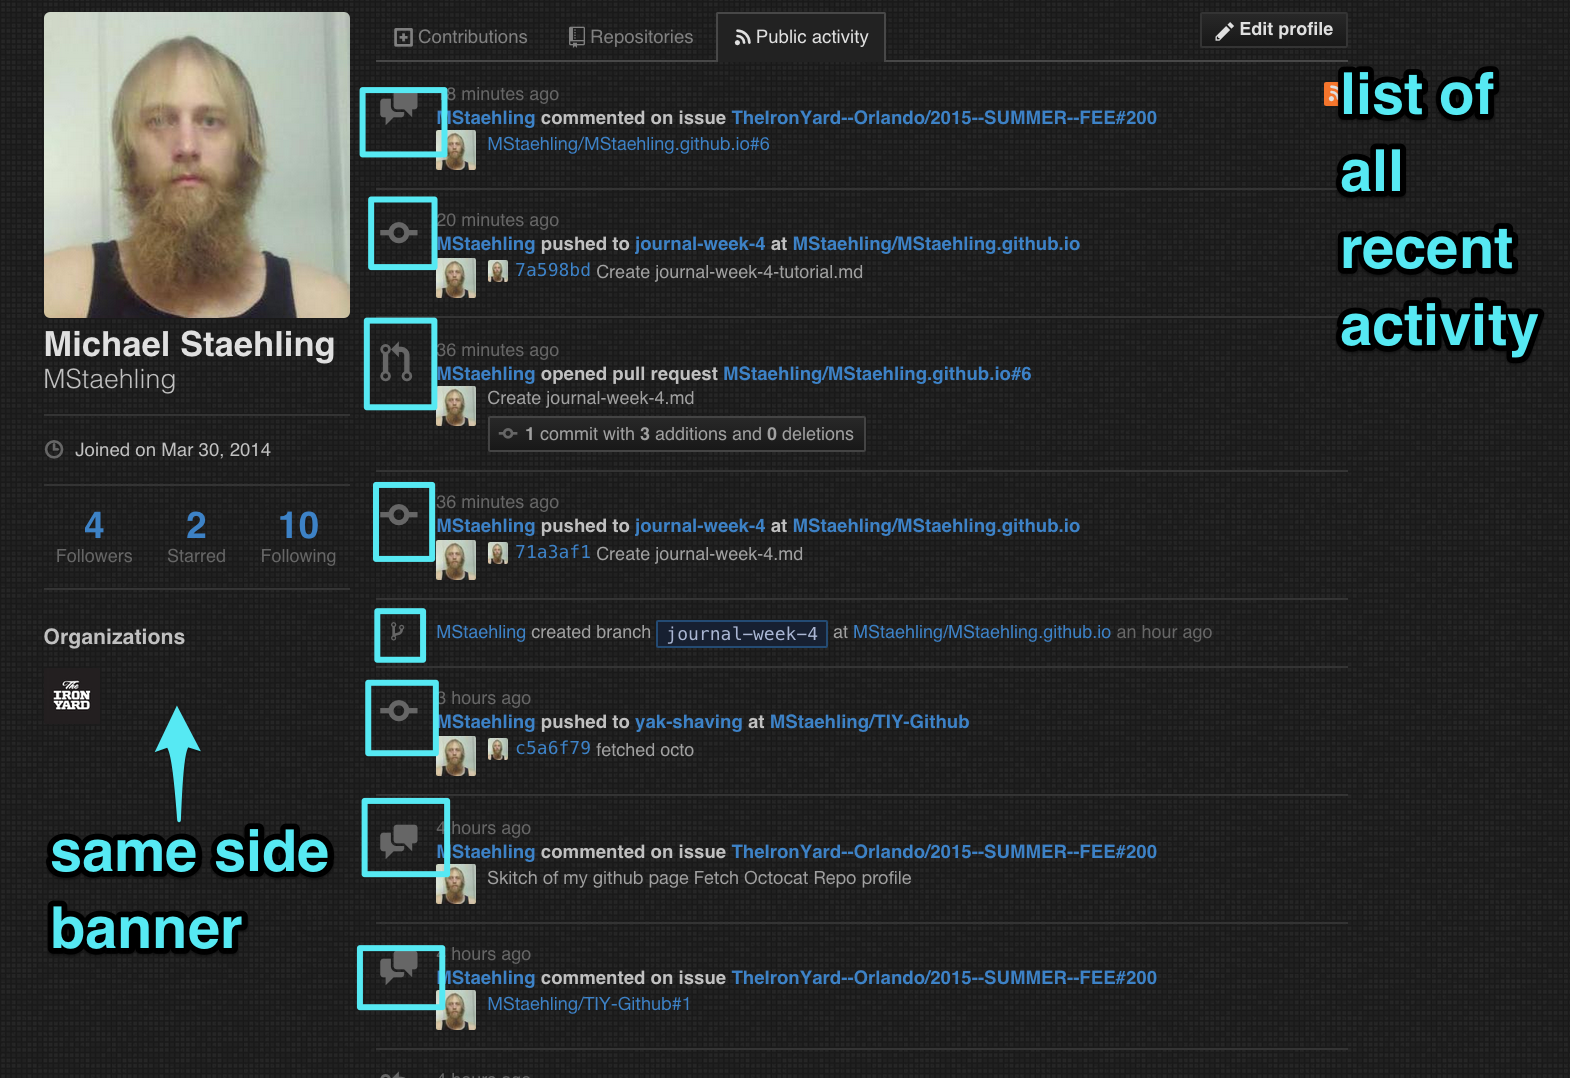 Contributions
Repositories
Public activity
Edit profile
8 minutes ago
MStaehling commented on issue TheIronYard--Orlando/2015--SUMMER--FEE#200
MStaehling/MStaehling.github.io#6
20 minutes ago
MStaehling pushed to journal-week-4 at MStaehling/MStaehling.github.io
7a598bd Create journal-week-4-tutorial.md
36 minutes ago
MStaehling opened pull request MStaehling/MStaehling.github.io#6
Create journal-week-4.md
1 commit with 3 additions and 0 deletions
36 minutes ago
MStaehling pushed to journal-week-4 at MStaehling/MStaehling.github.io
71a3af1 Create journal-week-4.md
MStaehling created branch journal-week-4 at MStaehling/MStaehling.github.io an hour ago
3 hours ago
MStaehling pushed to yak-shaving at MStaehling/TIY-Github
c5a6f79 fetched octo
4 hours ago
MStaehling commented on issue TheIronYard--Orlando/2015--SUMMER--FEE#200
Skitch of my github page Fetch Octocat Repo profile
hours ago
MStaehling commented on issue TheIronYard--Orlando/2015--SUMMER--FEE#200
MStaehling/TIY-Github#1
4 hours ago
list of
all
recent
activity
Michael Staehling
MStaehling
Joined on Mar 30, 2014
4 2 10
Followers Starred Following
Organizations
The
IRON
YARD
same side
banner